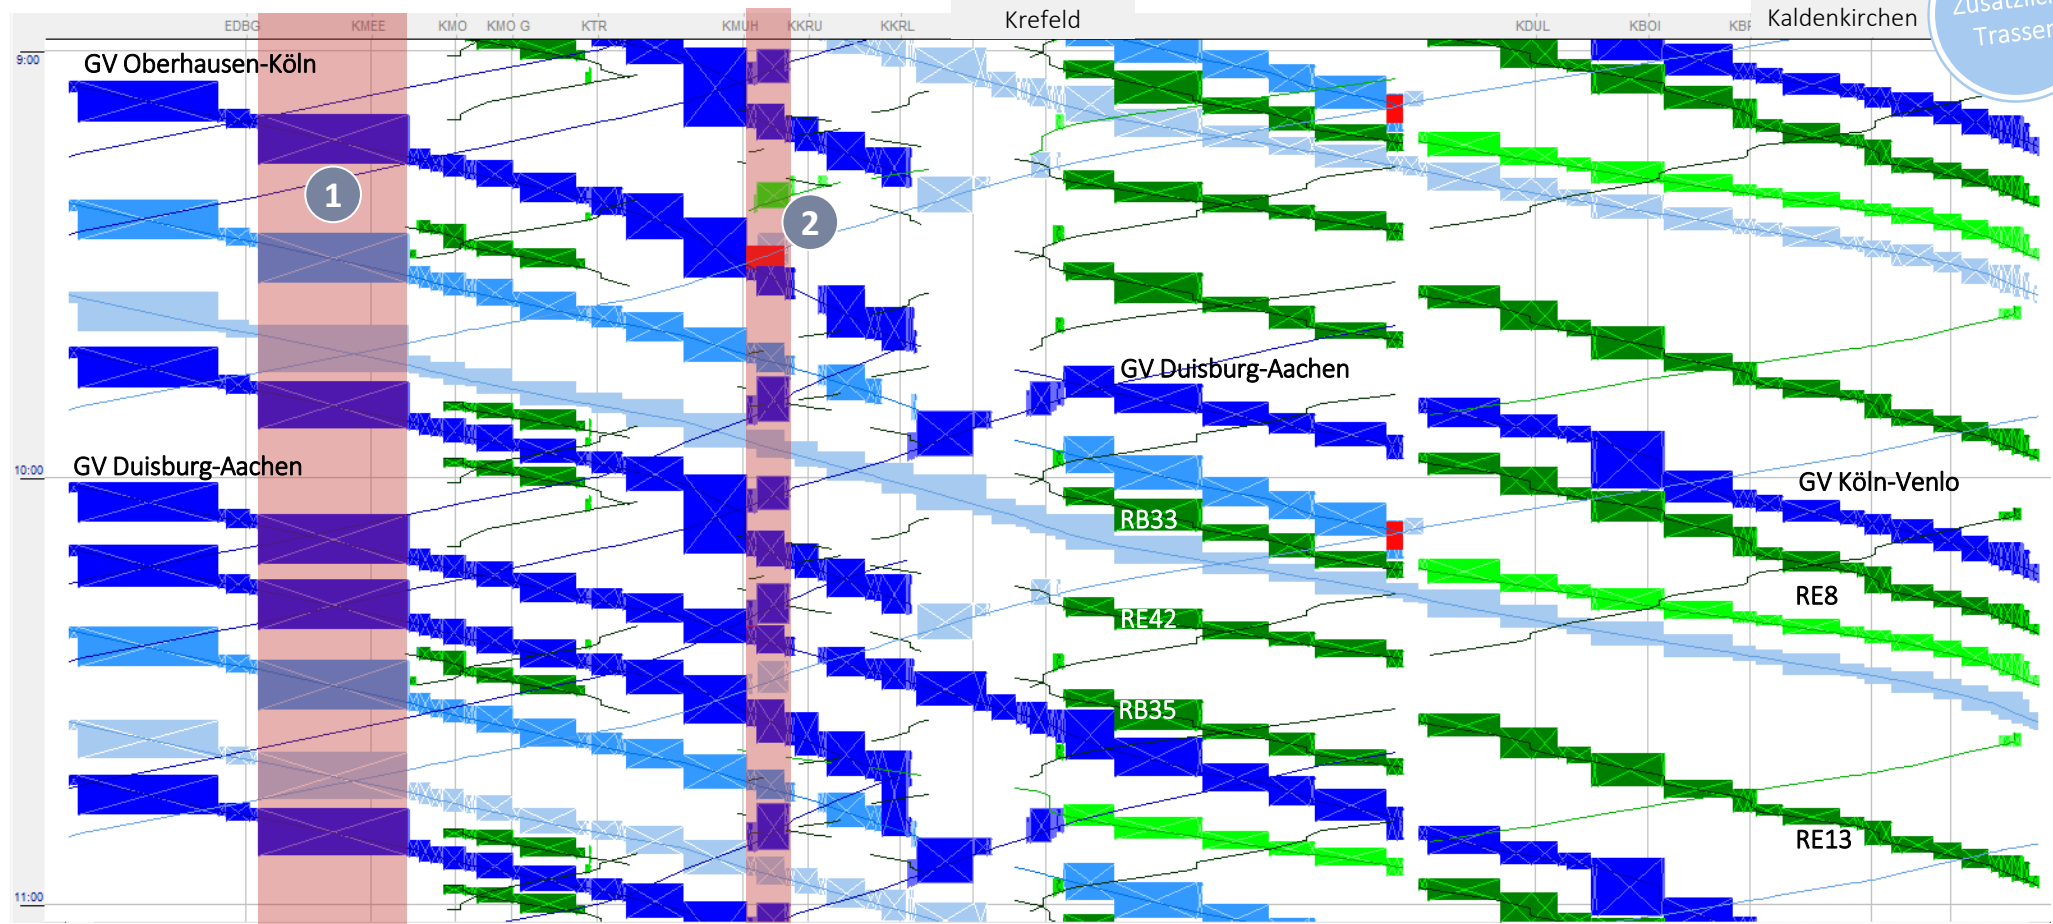 Krefeld
Kaldenkirchen
EDBG KMEE KMO KMO G KTR KMUH KKRU KKRL KDUL KBOI
Trassen
9:00
GV Oberhausen-Köln
1
2
GV Duisburg-Aachen
10:00
GV Duisburg-Aachen
GV Köln-Venlo
RB33
RE8
RE42
RB35
RE13
11:00